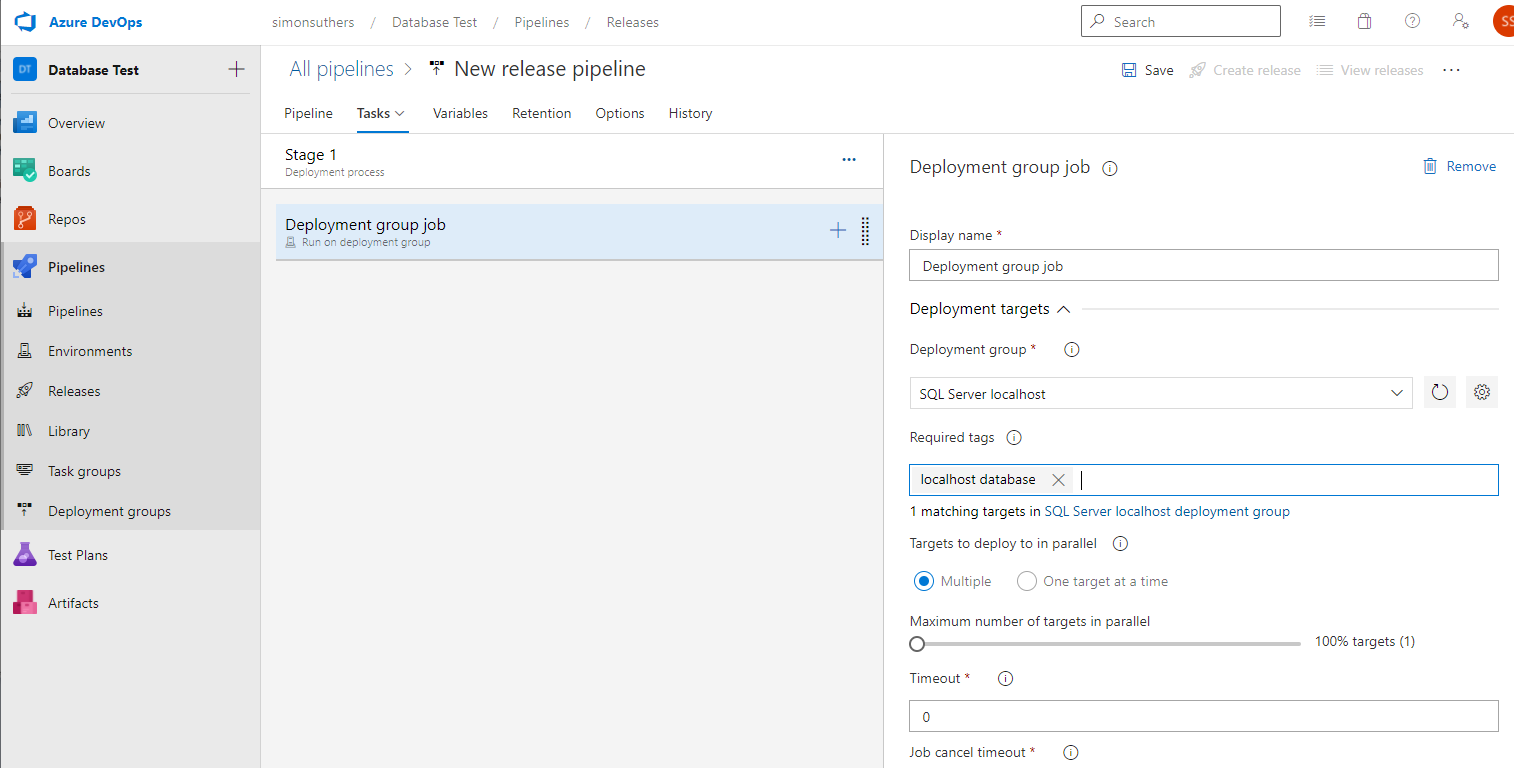 Azure DevOps
simonsuthers / Database Test / Pipelines / Releases
Search
SS
DT Database Test
Overview
Boards
Repos
Pipelines
Pipelines
Environments
Releases
Library
Task groups
Deployment groups
Test Plans
Artifacts
All pipelines > New release pipeline
Save Create release View releases ...
Pipeline Tasks Variables Retention Options History
Stage 1
Deployment process
Deployment group job
Run on deployment group
Deployment group job
Remove
Display name *
Deployment group job
Deployment targets
Deployment group *
SQL Server localhost
Required tags
localhost database
1 matching targets in SQL Server localhost deployment group
Targets to deploy to in parallel
Multiple One target at a time
Maximum number of targets in parallel
100% targets (1)
Timeout *
0
Job cancel timeout *